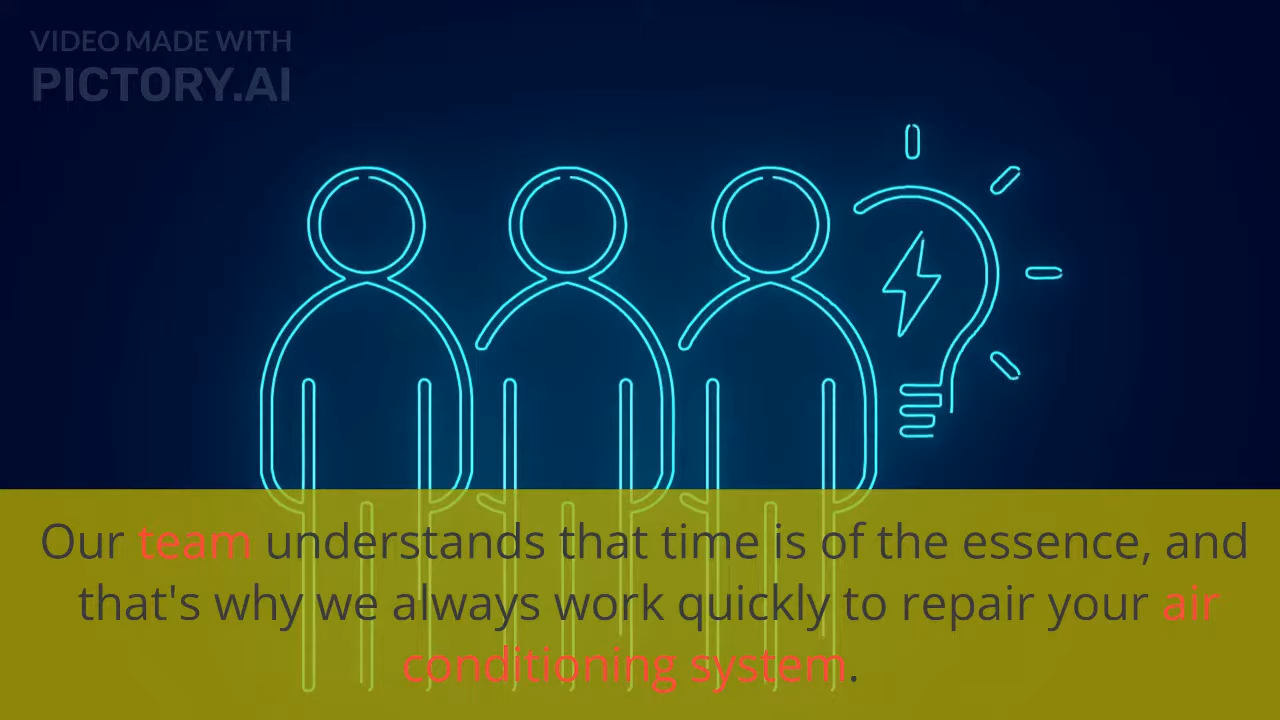 VIDEO MADE WITH
PICTORY.AI
Our team understands that time is of the essence, and
that's why we always work quickly to repair your air
conditioning system.